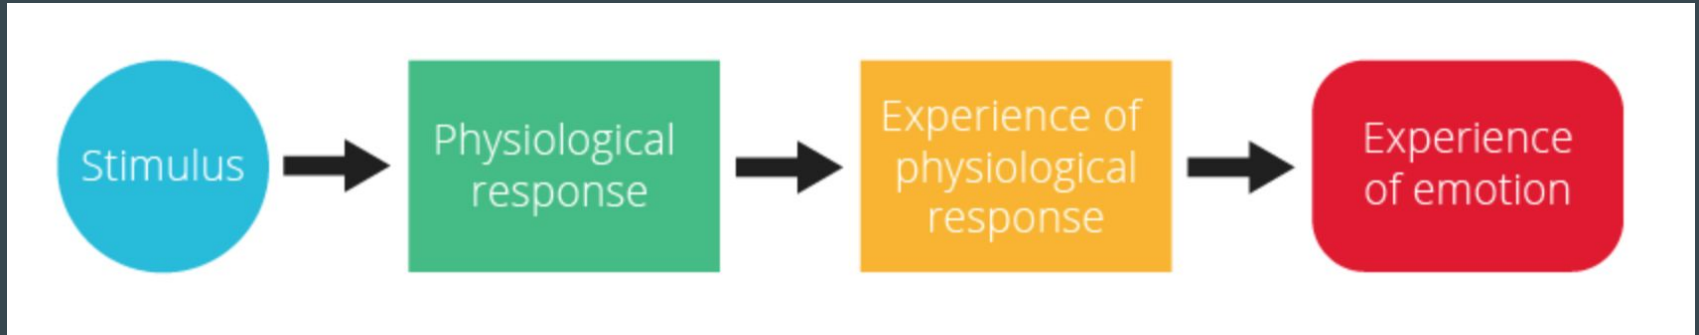 Stimulus
Physiological
response
Experience of
physiological
response
Experience
of emotion